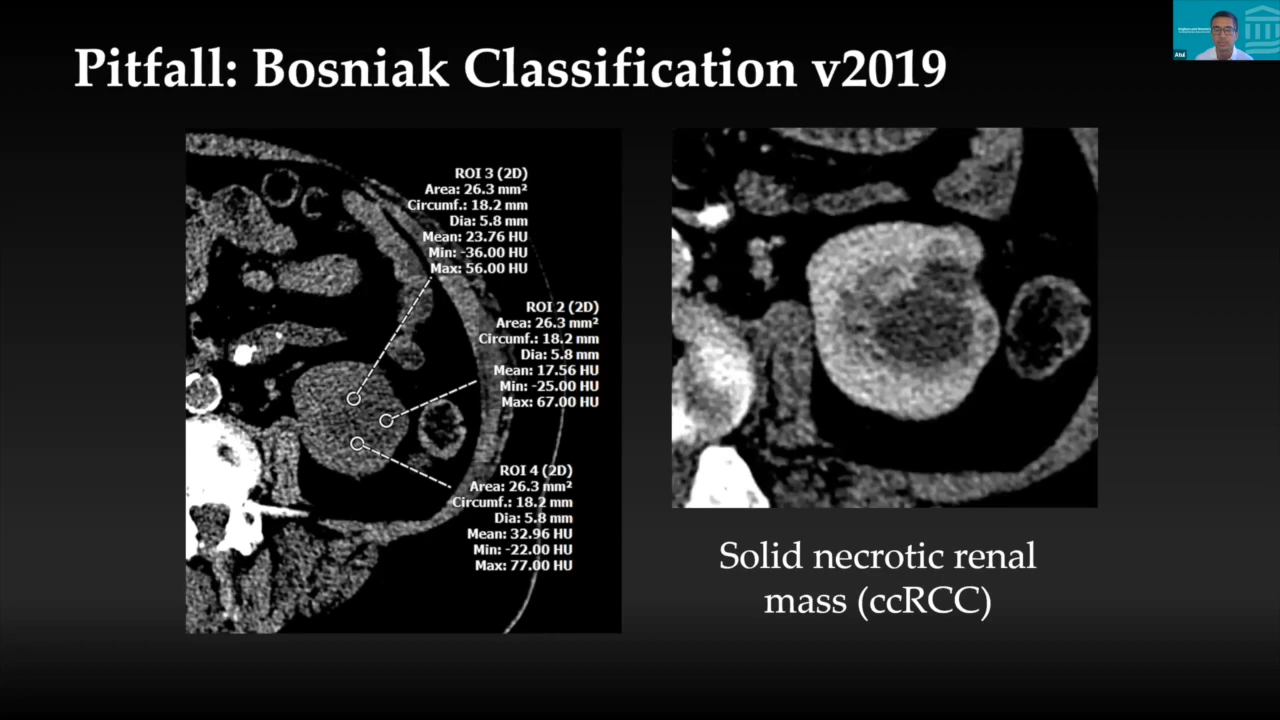 Pitfall: Bosniak Classification v2019
ROI 3 (2D)
Area: 26.3 mm²
Circumf.: 18.2 mm
Dia: 5.8 mm
Mean: 23.76 HU
Min: -36.00 HU
Max: 56.00 HU
ROI 2 (2D)
Area: 26.3 mm²
Circumf.: 18.2 mm
Dia: 5.8 mm
Mean: 17.56 HU
Min: -25.00 HU
Max: 67.00 HU
ROI 4 (2D)
Area: 26.3 mm²
Circumf.: 18.2 mm
Dia: 5.8 mm
Mean: 32.96 HU
Min: -22.00 HU
Max: 77.00 HU
Solid necrotic renal
mass (ccRCC)
Atul